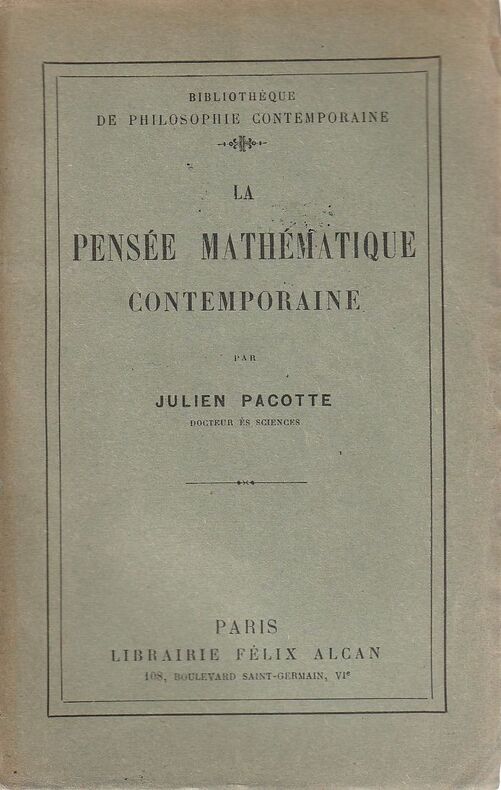 BIBLIOTHÈQUE
DE PHILOSOPHIE CONTEMPORAINE
LA
PENSÉE MATHÉMATIQUE
CONTEMPORAINE
PAR
JULIEN PACOTTE
DOCTEUR ÈS SCIENCES
PARIS
LIBRAIRIE FÉLIX ALCAN
108, BOULEVARD SAINT-GERMAIN, VIe